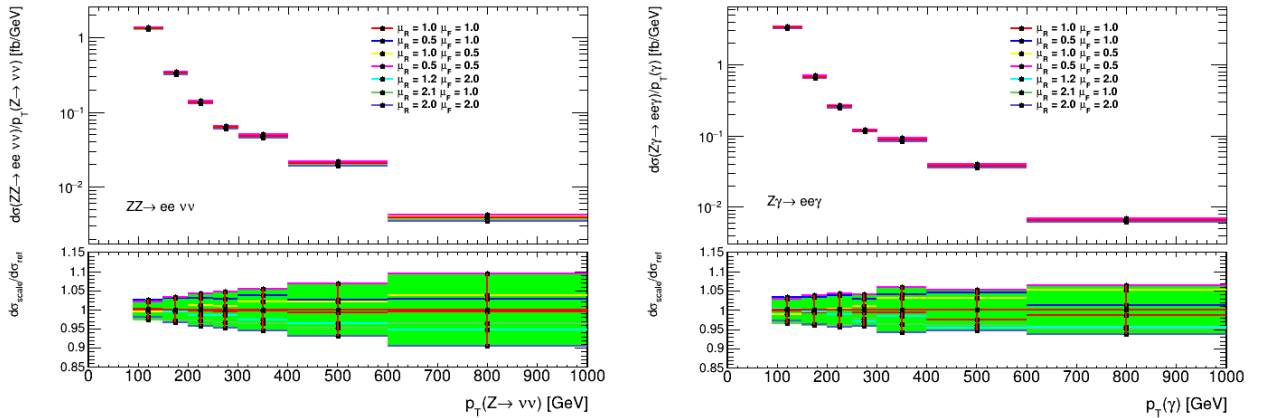 dσ(ZZ→ ee νν)/p_T(Z→ νν) [fb/GeV]
1
10⁻¹
10⁻²
μ_R = 1.0 μ_F = 1.0
μ_R = 0.5 μ_F = 1.0
μ_R = 1.0 μ_F = 0.5
μ_R = 0.5 μ_F = 0.5
μ_R = 1.2 μ_F = 2.0
μ_R = 2.1 μ_F = 1.0
μ_R = 2.0 μ_F = 2.0
ZZ→ ee νν
dσ_scale/dσ_ref
1.15
1.1
1.05
1.0
0.95
0.9
0.85
0 100 200 300 400 500 600 700 800 900 1000
p_T(Z→ νν) [GeV]
dσ(Zγ→ eeγ)/p_T(γ) [fb/GeV]
1
10⁻¹
10⁻²
μ_R = 1.0 μ_F = 1.0
μ_R = 0.5 μ_F = 1.0
μ_R = 1.0 μ_F = 0.5
μ_R = 0.5 μ_F = 0.5
μ_R = 1.2 μ_F = 2.0
μ_R = 2.1 μ_F = 1.0
μ_R = 2.0 μ_F = 2.0
Zγ→ eeγ
dσ_scale/dσ_ref
1.15
1.1
1.05
1.0
0.95
0.9
0.85
0 100 200 300 400 500 600 700 800 900 1000
p_T(γ) [GeV]